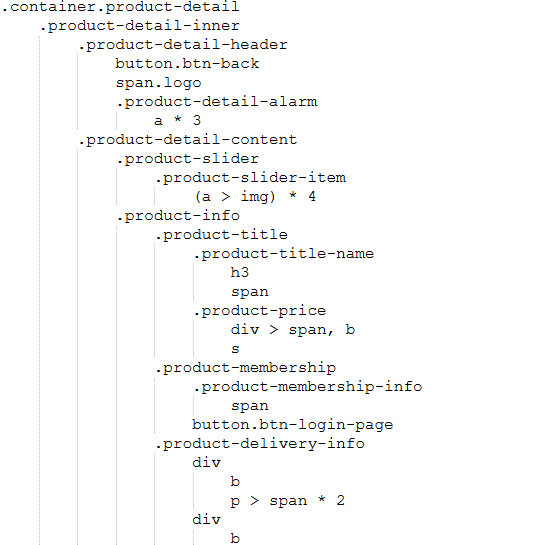 .container.product-detail
.product-detail-inner
.product-detail-header
button.btn-back
span.logo
.product-detail-alarm
a * 3
.product-detail-content
.product-slider
.product-slider-item
(a > img) * 4
.product-info
.product-title
.product-title-name
h3
span
.product-price
div > span, b
s
.product-membership
.product-membership-info
span
button.btn-login-page
.product-delivery-info
div
b
p > span * 2
div
b